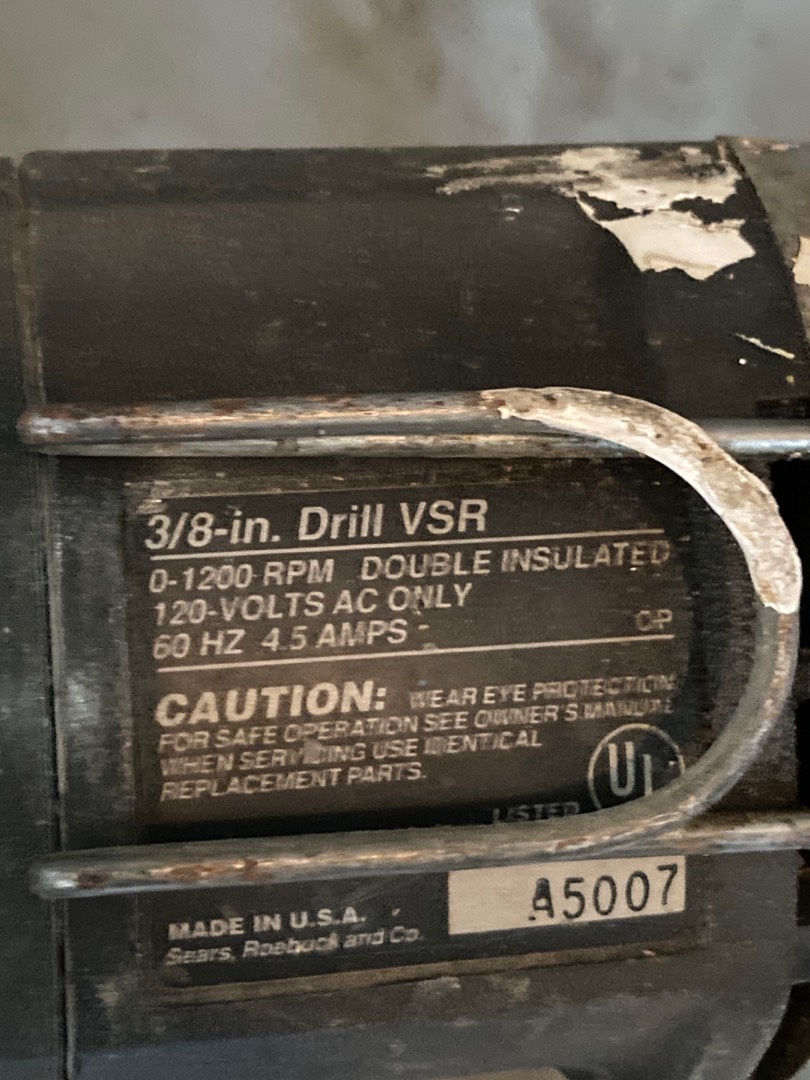 3/8-in. Drill VSR
0-1200 RPM DOUBLE INSULATED
120-VOLTS AC ONLY
60 HZ 4.5 AMPS
CAUTION: WEAR EYE PROTECTION
FOR SAFE OPERATION SEE OWNER'S MANUAL
WHEN SERVICING USE IDENTICAL
REPLACEMENT PARTS.
UL
LISTED
A5007
MADE IN U.S.A.
Sears, Roebuck and Co.